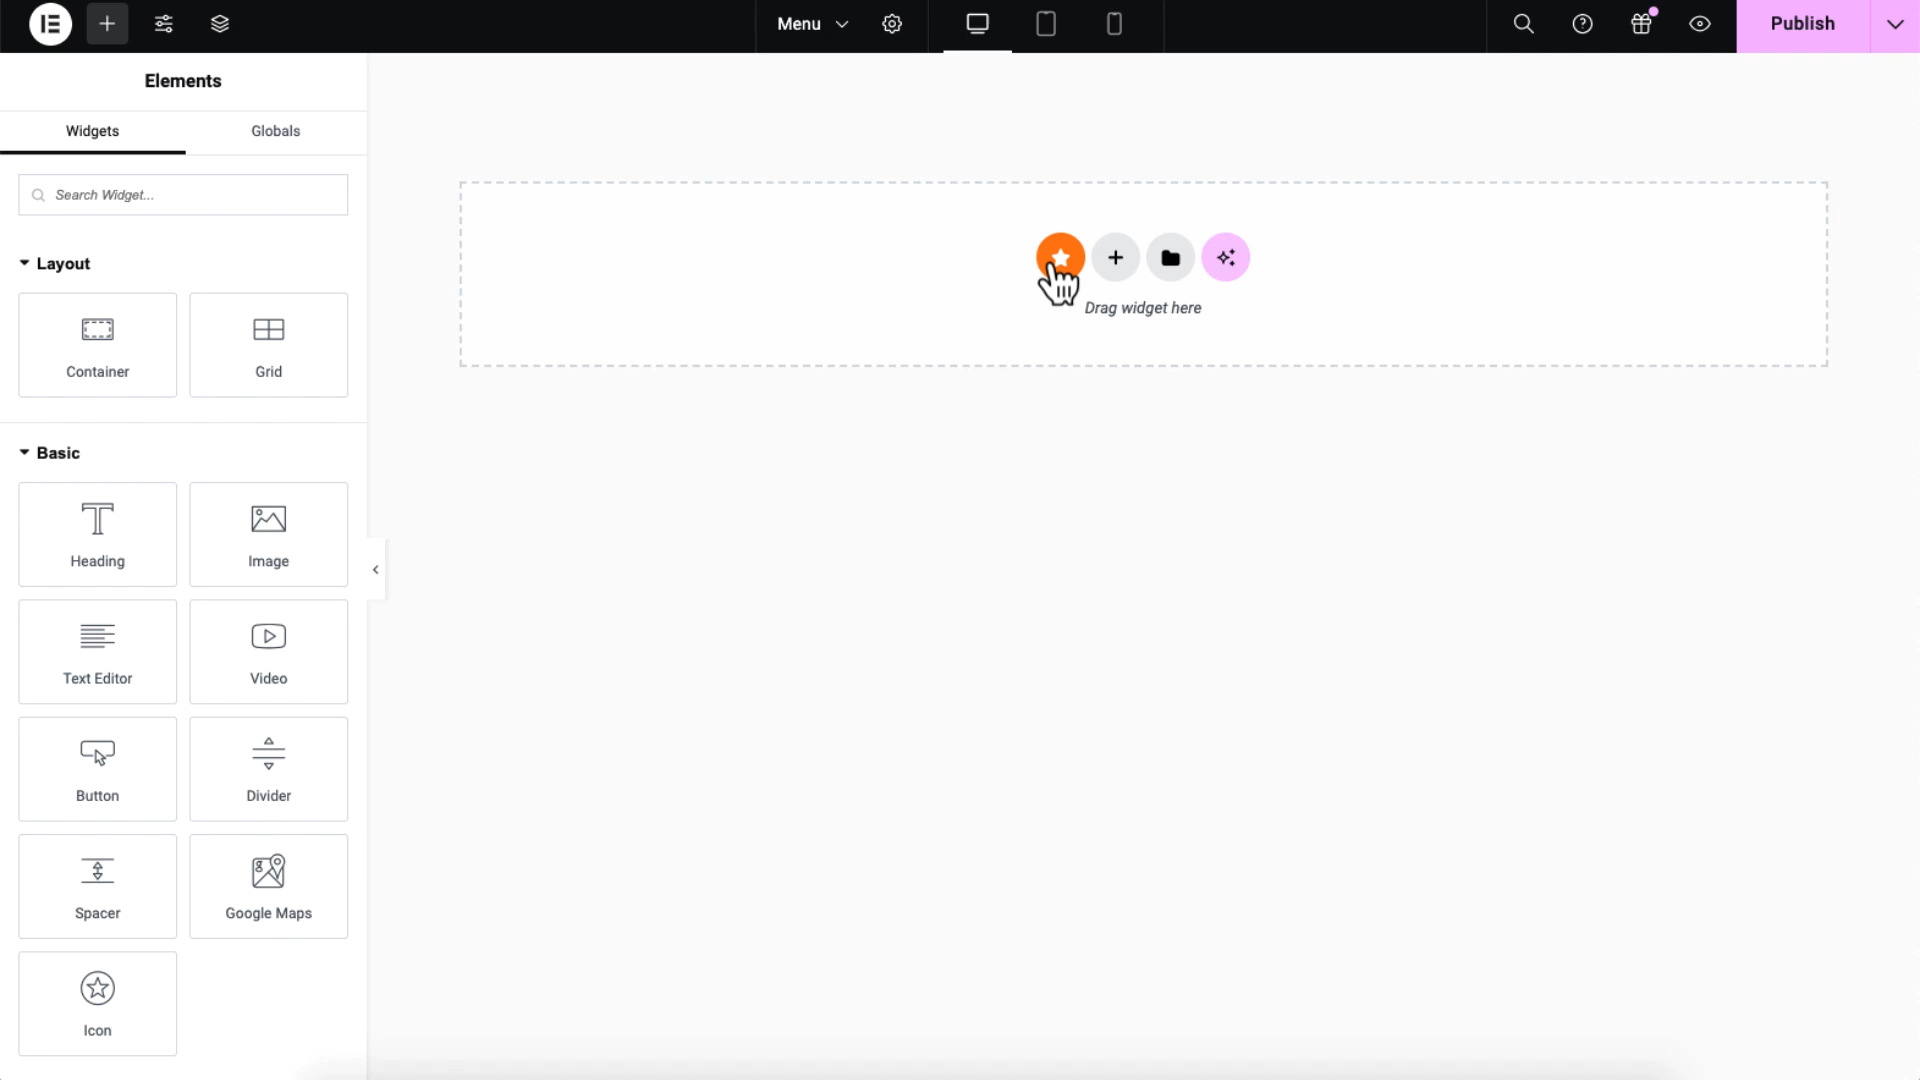 Menu
Publish
Elements
Widgets
Globals
Search Widget...
Layout
Container
Grid
Basic
Heading
Image
Text Editor
Video
Button
Divider
Spacer
Google Maps
Icon
Drag widget here